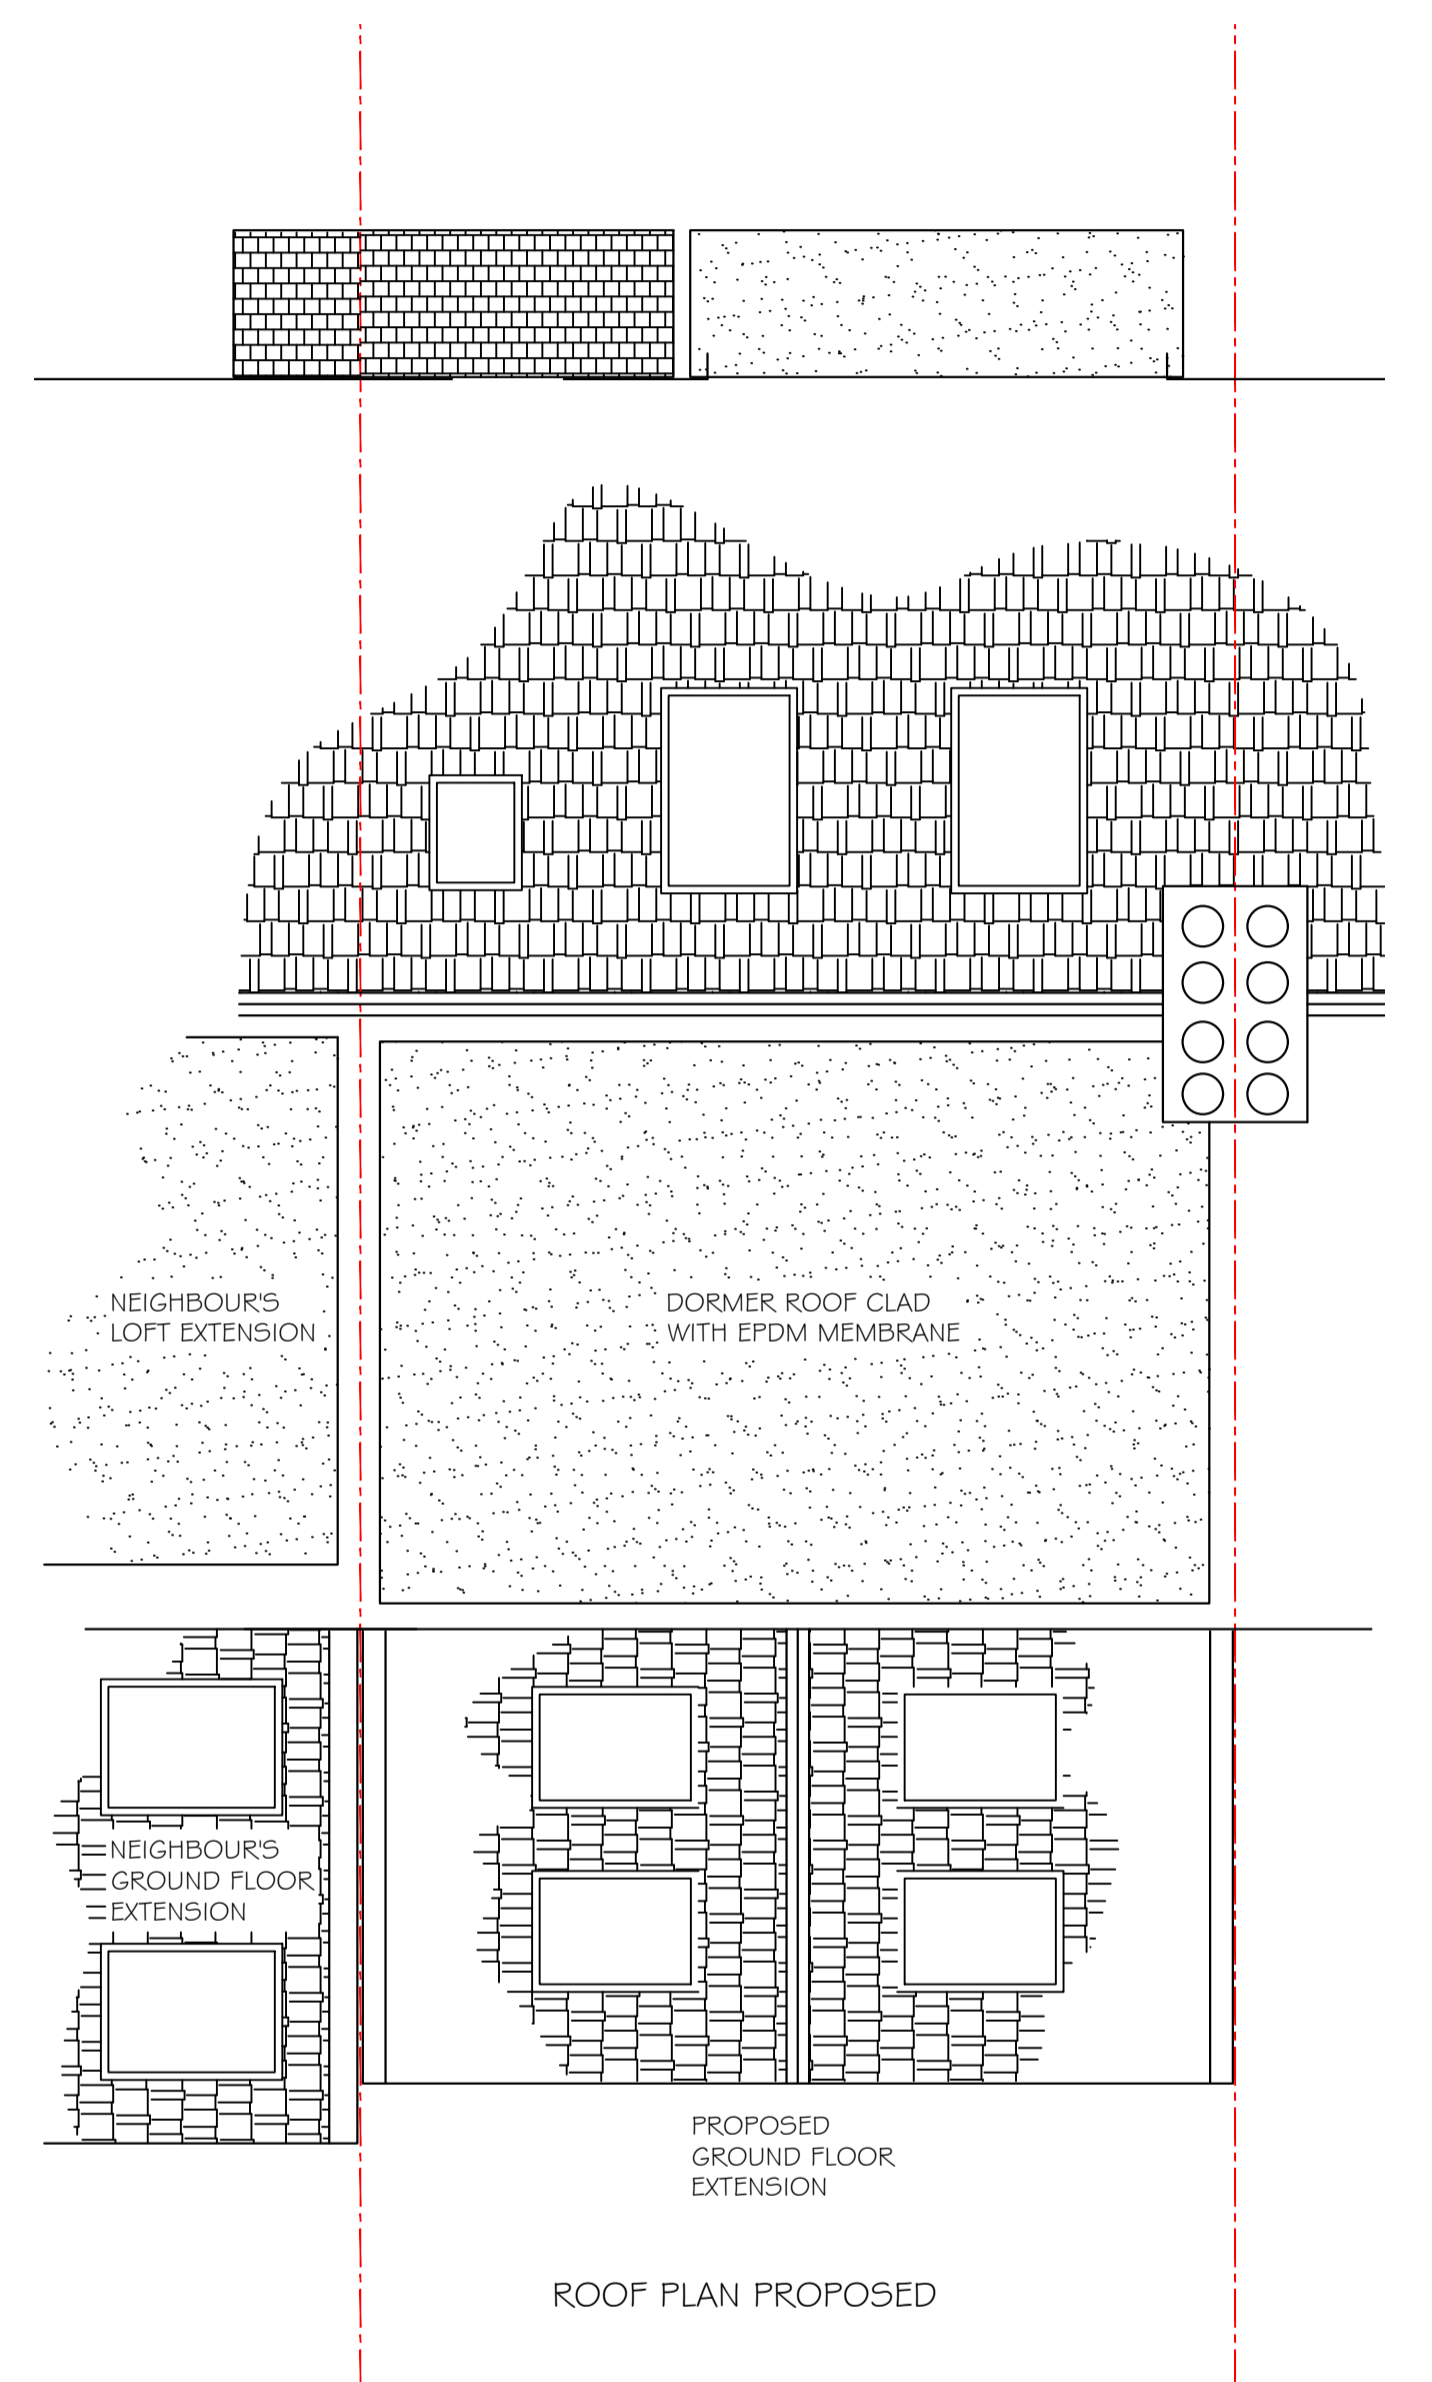 NEIGHBOUR'S
LOFT EXTENSION
DORMER ROOF CLAD
WITH EPDM MEMBRANE
NEIGHBOUR'S
GROUND FLOOR
EXTENSION
PROPOSED
GROUND FLOOR
EXTENSION
ROOF PLAN PROPOSED